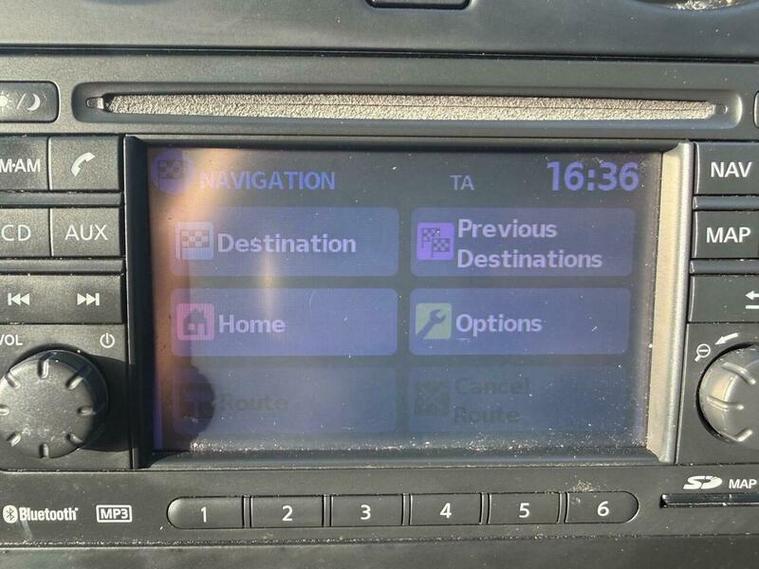 M·AM
CD
AUX
VOL
NAVIGATION
TA
16:36
Destination
Previous
Destinations
Home
Options
Route
Cancel
Route
NAV
MAP
Bluetooth
MP3
1
2
3
4
5
6
SD
MAP